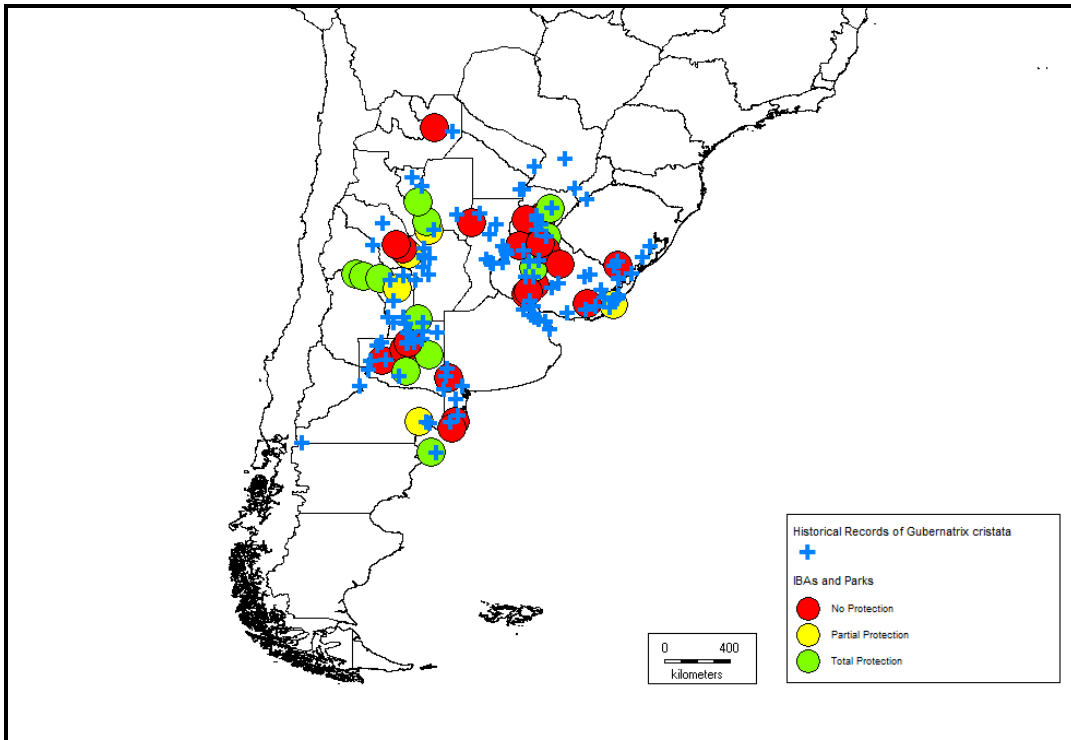 Historical Records of Gubernatrix cristata
IBAs and Parks
No Protection
Partial Protection
Total Protection
0 400
kilometers